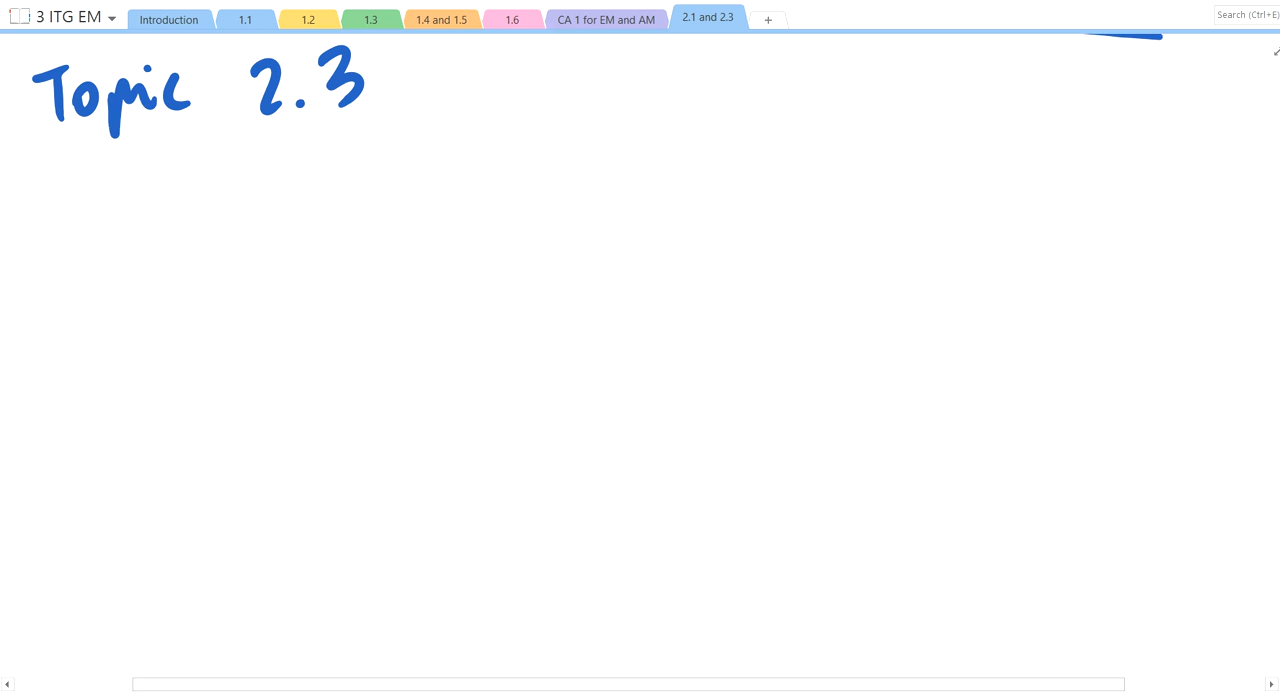 3 ITG EM Introduction 1.1 1.2 1.3 1.4 and 1.5 1.6 CA 1 for EM and AM 2.1 and 2.3 + Search (Ctrl+E)
Topic 2.3